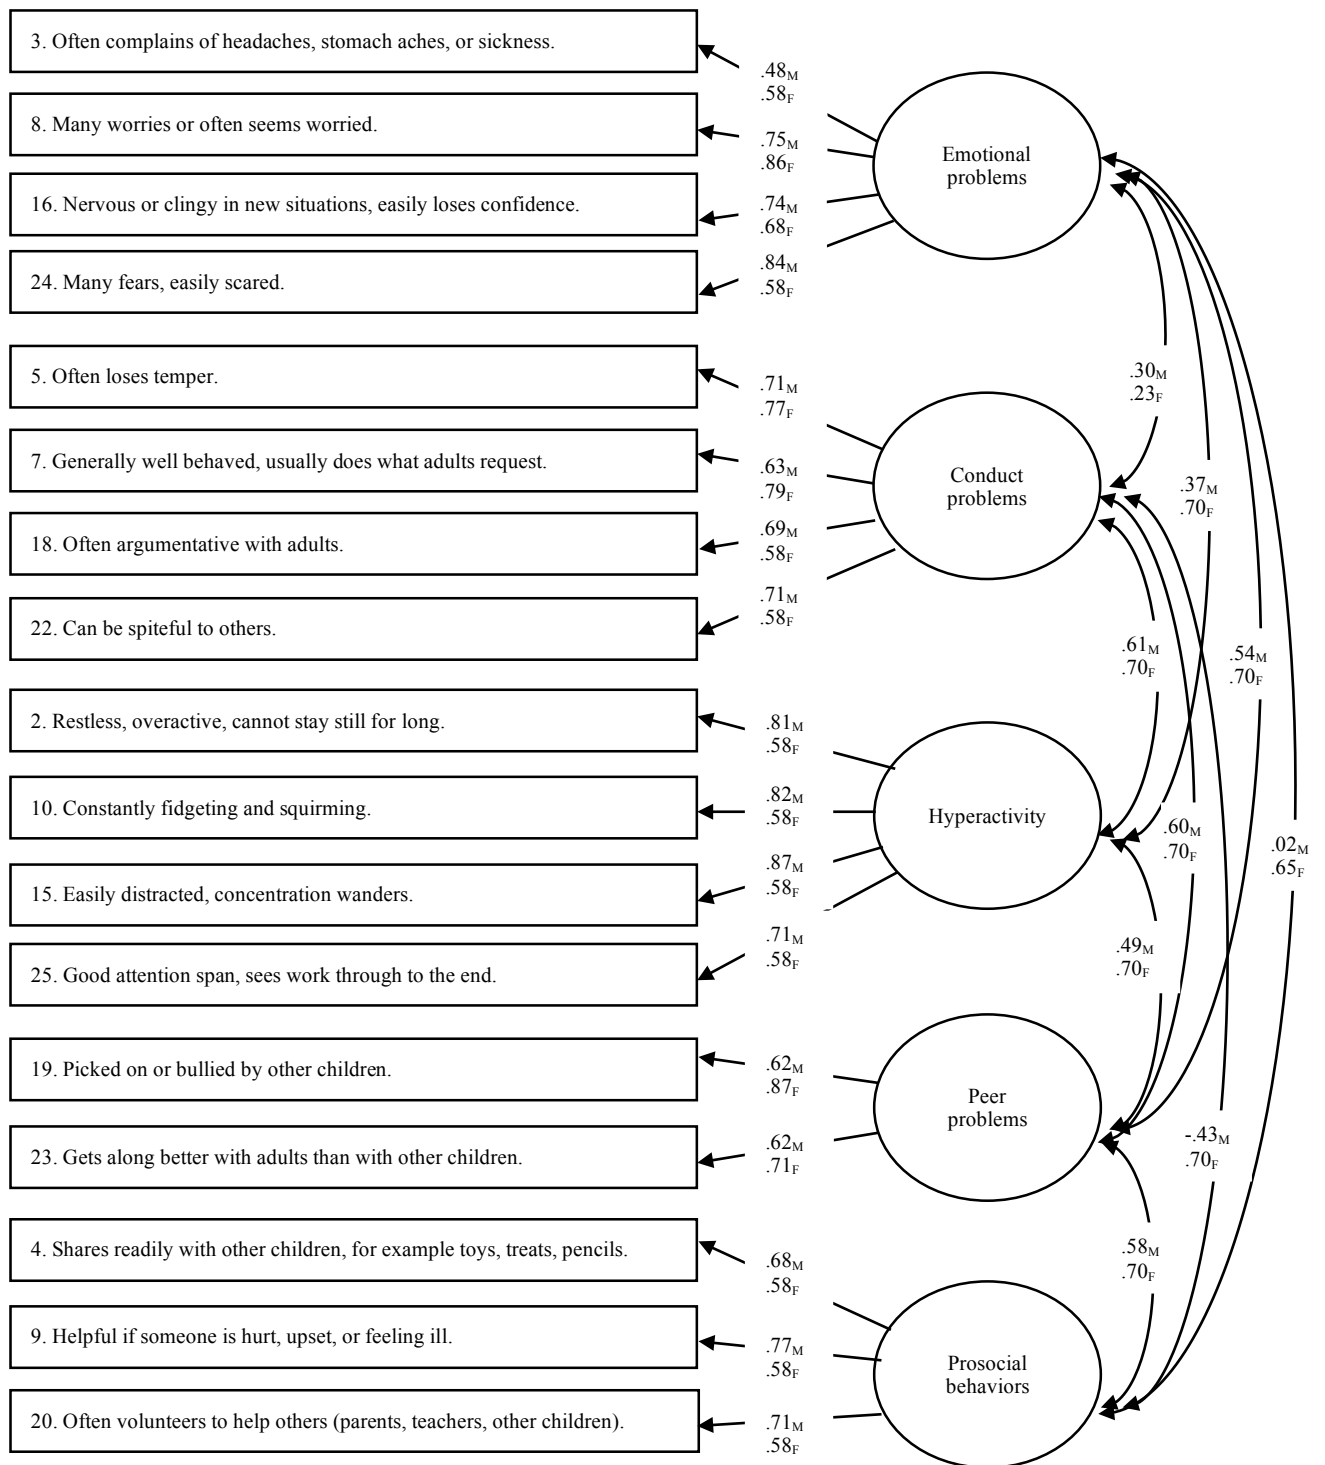 3. Often complains of headaches, stomach aches, or sickness.
.48M
.58F
8. Many worries or often seems worried.
.75M
.86F
16. Nervous or clingy in new situations, easily loses confidence.
.74M
.68F
24. Many fears, easily scared.
.84M
.58F
Emotional
problems
5. Often loses temper.
.71M
.77F
7. Generally well behaved, usually does what adults request.
.63M
.79F
18. Often argumentative with adults.
.69M
.58F
22. Can be spiteful to others.
.71M
.58F
Conduct
problems
2. Restless, overactive, cannot stay still for long.
.81M
.58F
10. Constantly fidgeting and squirming.
.82M
.58F
15. Easily distracted, concentration wanders.
.87M
.58F
25. Good attention span, sees work through to the end.
.71M
.58F
Hyperactivity
19. Picked on or bullied by other children.
.62M
.87F
23. Gets along better with adults than with other children.
.62M
.71F
Peer
problems
4. Shares readily with other children, for example toys, treats, pencils.
.68M
.58F
9. Helpful if someone is hurt, upset, or feeling ill.
.77M
.58F
20. Often volunteers to help others (parents, teachers, other children).
.71M
.58F
Prosocial
behaviors
.30M
.23F
.37M
.70F
.61M
.70F
.54M
.70F
.60M
.70F
.02M
.65F
.49M
.70F
-.43M
.70F
.58M
.70F